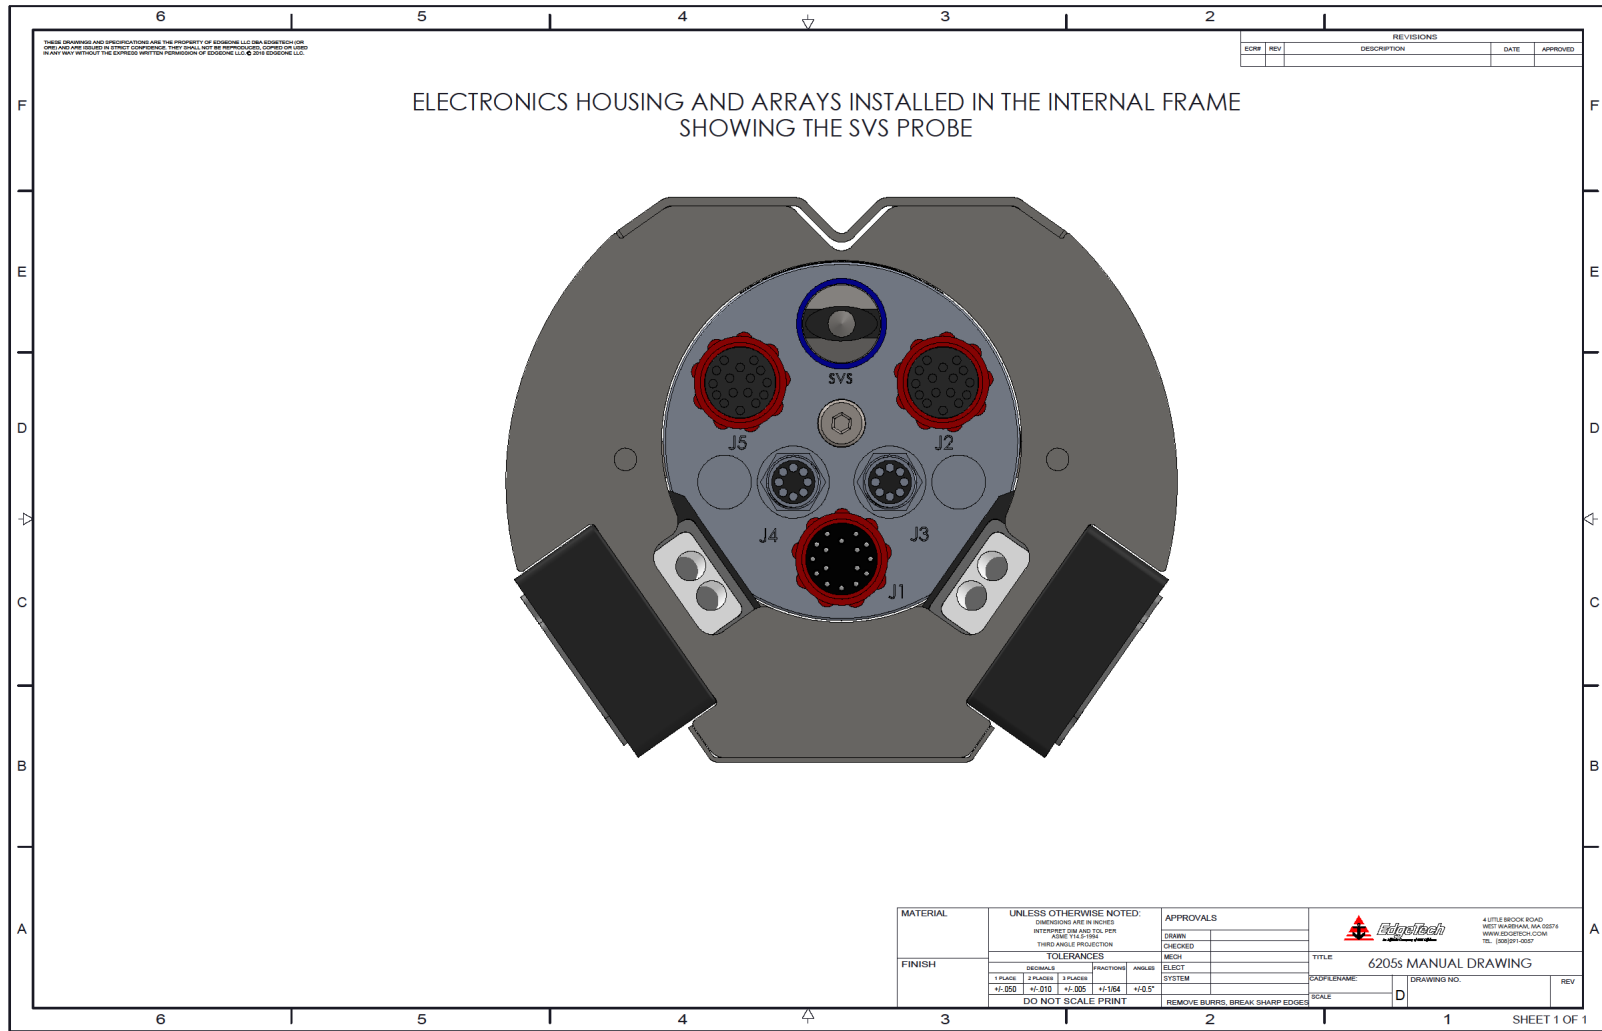 6 5 4 3 2
THESE DRAWINGS AND SPECIFICATIONS ARE THE PROPERTY OF EDGEONE LLC DBA EDGETECH (OR
ORE) AND ARE ISSUED IN STRICT CONFIDENCE. THEY SHALL NOT BE REPRODUCED, COPIED OR USED
IN ANY WAY WITHOUT THE EXPRESS WRITTEN PERMISSION OF EDGEONE LLC. © 2018 EDGEONE LLC.
REVISIONS
ECR# REV DESCRIPTION DATE APPROVED
F F
ELECTRONICS HOUSING AND ARRAYS INSTALLED IN THE INTERNAL FRAME
SHOWING THE SVS PROBE
E E
SVS
D D
J5 J2
J4 J3
J1
C C
B B
A A
MATERIAL
FINISH
UNLESS OTHERWISE NOTED:
DIMENSIONS ARE IN INCHES
INTERPRET DIM AND TOL PER
ASME Y14.5-1994
THIRD ANGLE PROJECTION
TOLERANCES
DECIMALS FRACTIONS ANGLES
1 PLACE 2 PLACES 3 PLACES
+/-.050 +/-.010 +/-.005 +/-1/64 +/-0.5°
DO NOT SCALE PRINT
APPROVALS
DRAWN
CHECKED
MECH
ELECT
SYSTEM
REMOVE BURRS, BREAK SHARP EDGES
EdgeTech
4 LITTLE BROOK ROAD
WEST WAREHAM, MA 02576
WWW.EDGETECH.COM
TEL. (508)291-0057
TITLE
6205s MANUAL DRAWING
CADFILENAME:
SCALE
D
DRAWING NO.
REV
6 5 4 3 2 1
SHEET 1 OF 1